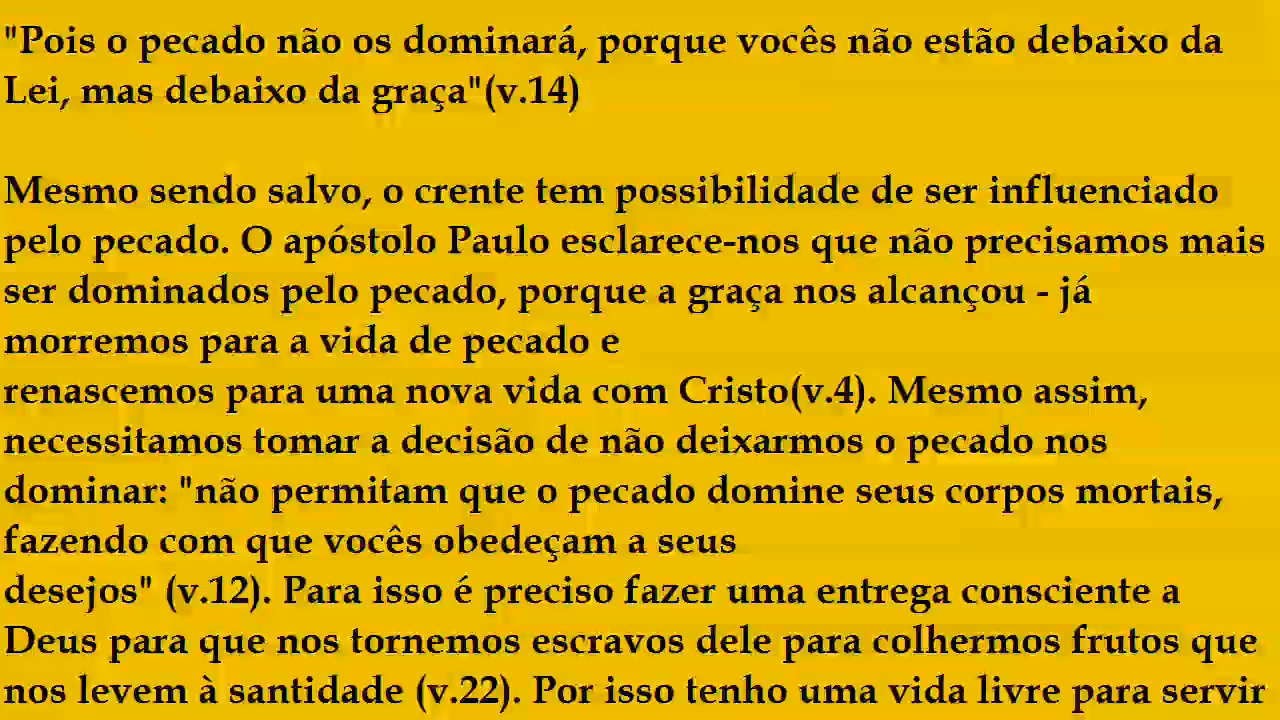 "Pois o pecado não os dominará, porque vocês não estão debaixo da
Lei, mas debaixo da graça"(v.14)
Mesmo sendo salvo, o crente tem possibilidade de ser influenciado
pelo pecado. O apóstolo Paulo esclarece-nos que não precisamos mais
ser dominados pelo pecado, porque a graça nos alcançou - já
morremos para a vida de pecado e
renascemos para uma nova vida com Cristo(v.4). Mesmo assim,
necessitamos tomar a decisão de não deixarmos o pecado nos
dominar: "não permitam que o pecado domine seus corpos mortais,
fazendo com que vocês obedeçam a seus
desejos" (v.12). Para isso é preciso fazer uma entrega consciente a
Deus para que nos tornemos escravos dele para colhermos frutos que
nos levem à santidade (v.22). Por isso tenho uma vida livre para servir